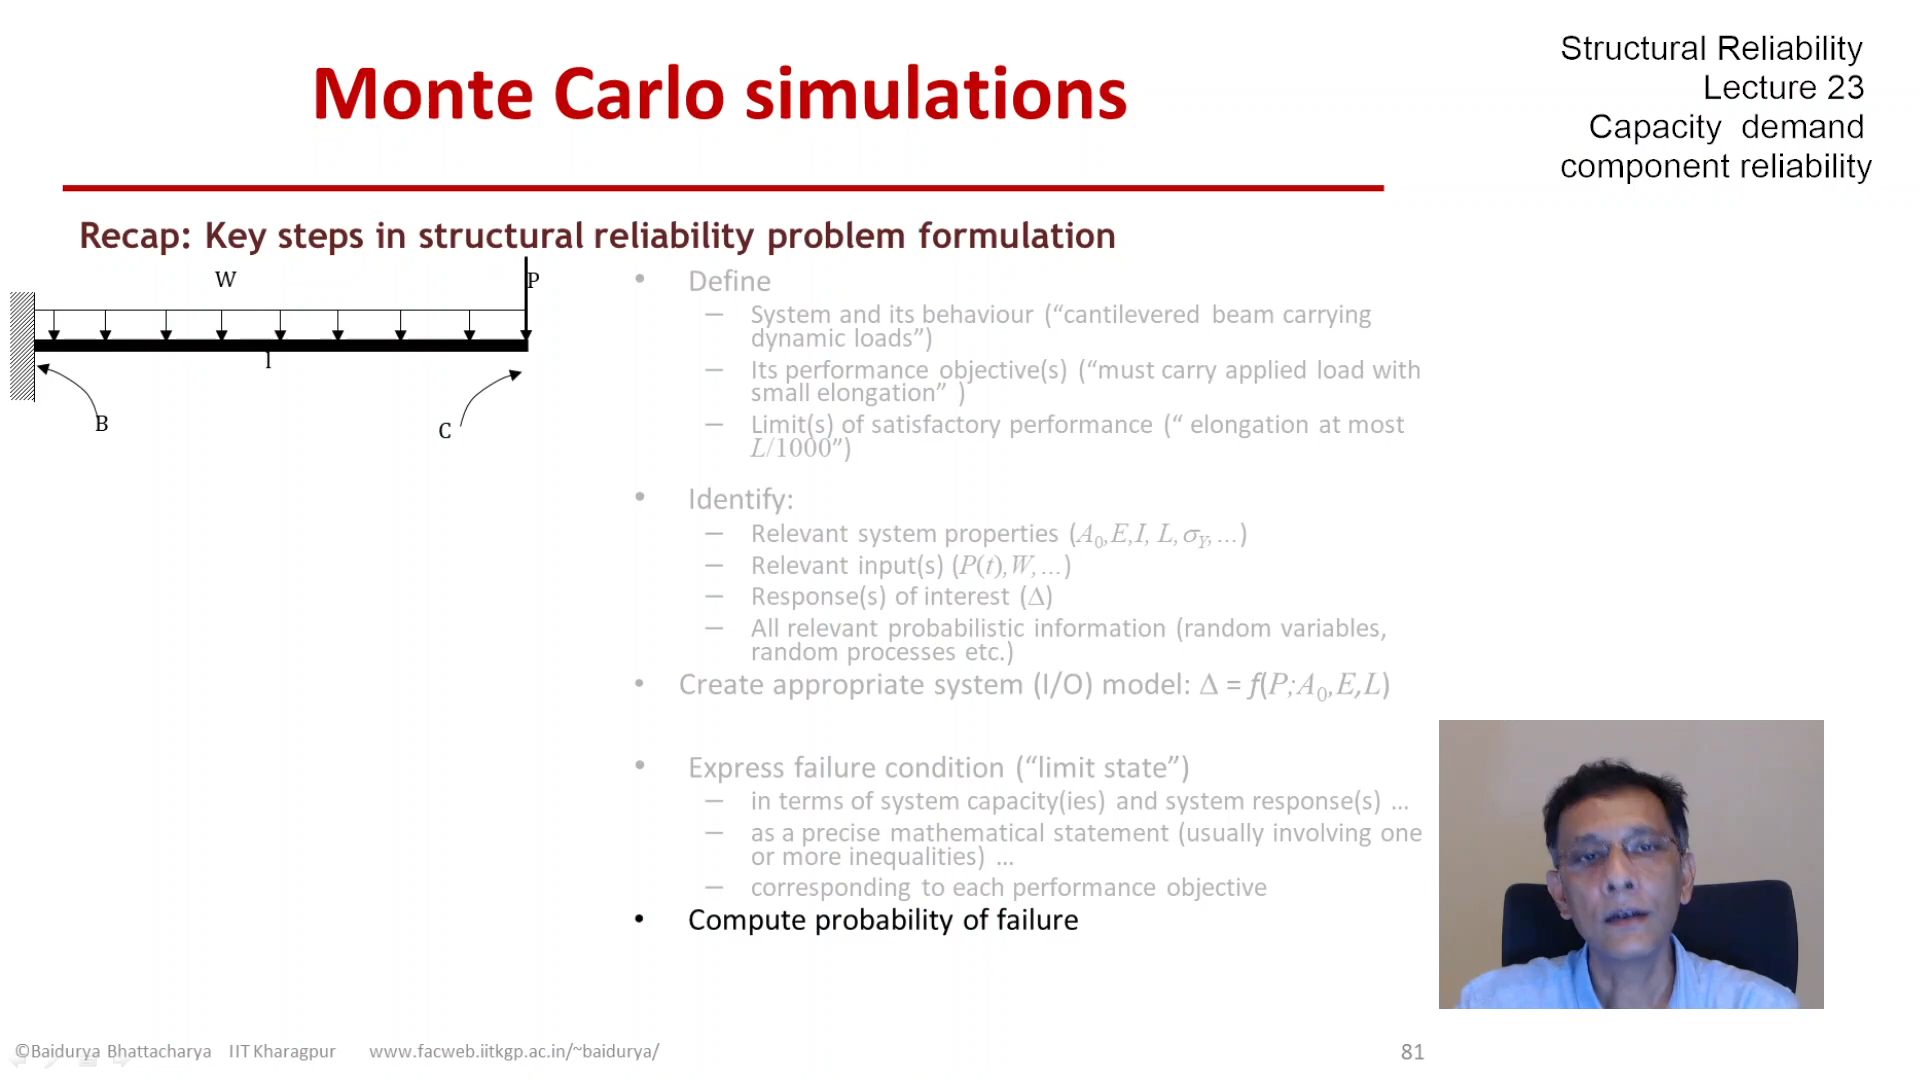 Monte Carlo simulations
Structural Reliability
Lecture 23
Capacity demand
component reliability
Recap: Key steps in structural reliability problem formulation
W
P
l
B
C
• Define
– System and its behaviour (“cantilevered beam carrying
dynamic loads”)
– Its performance objective(s) (“must carry applied load with
small elongation” )
– Limit(s) of satisfactory performance (“ elongation at most
L/1000”)
• Identify:
– Relevant system properties (A₀,E,I, L, σ_Y, …)
– Relevant input(s) (P(t),W,…)
– Response(s) of interest (Δ)
– All relevant probabilistic information (random variables,
random processes etc.)
• Create appropriate system (I/O) model: Δ = f(P;A₀,E,L)
• Express failure condition (“limit state”)
– in terms of system capacity(ies) and system response(s) …
– as a precise mathematical statement (usually involving one
or more inequalities) …
– corresponding to each performance objective
• Compute probability of failure
©Baidurya Bhattacharya IIT Kharagpur www.facweb.iitkgp.ac.in/~baidurya/
81